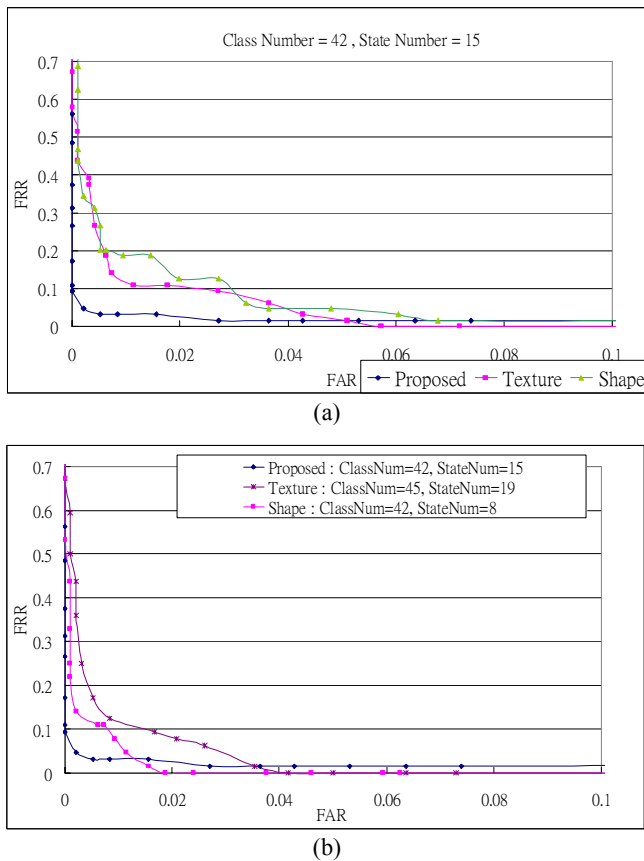 Class Number = 42 , State Number = 15
0.7
0.6
0.5
0.4
0.3
0.2
0.1
0
FRR
0 0.02 0.04 0.06 0.08 0.1
FAR
Proposed Texture Shape
(a)
Proposed : ClassNum=42, StateNum=15
Texture : ClassNum=45, StateNum=19
Shape : ClassNum=42, StateNum=8
0.7
0.6
0.5
0.4
0.3
0.2
0.1
0
FRR
0 0.02 0.04 0.06 0.08 0.1
FAR
(b)